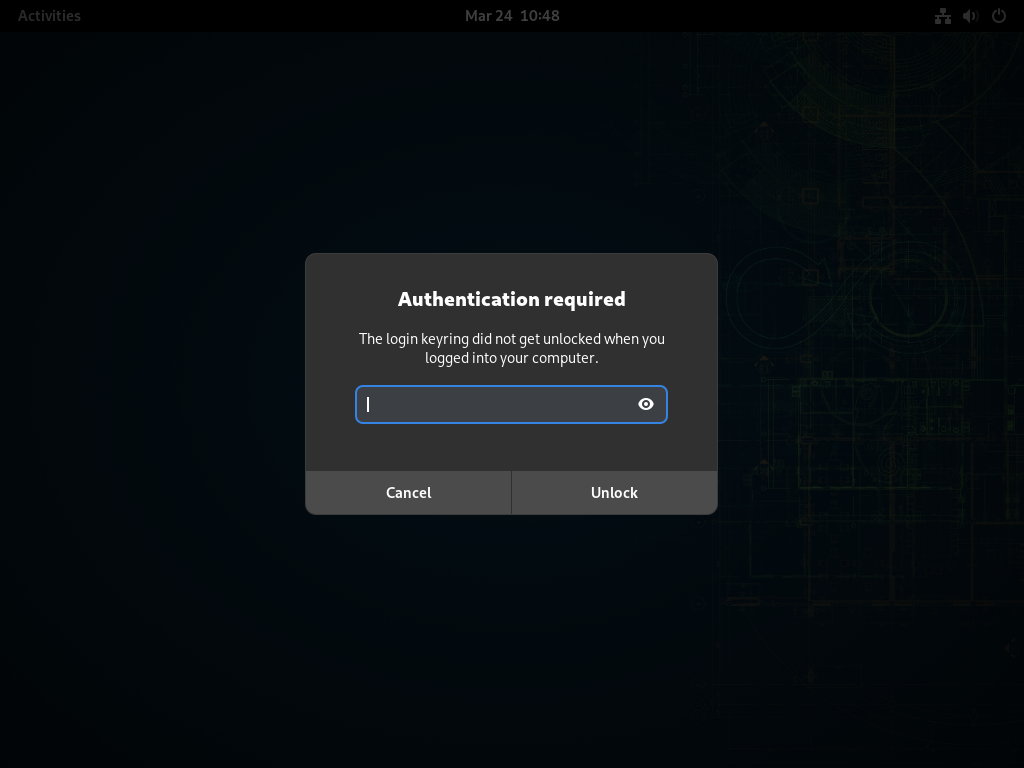 Activities
Mar 24 10:48
Authentication required
The login keyring did not get unlocked when you
logged into your computer.
Cancel
Unlock